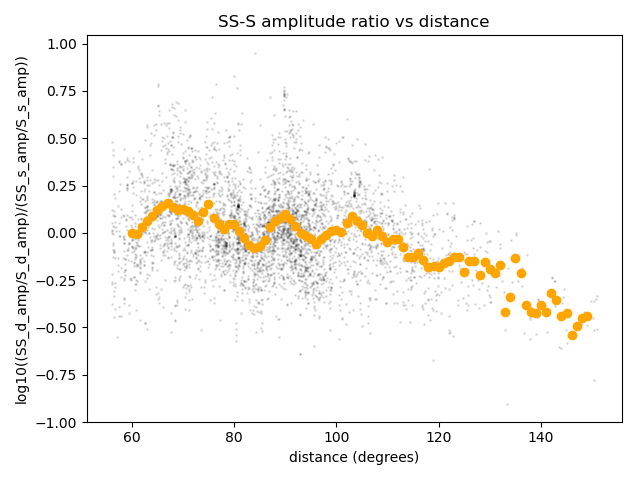 SS-S amplitude ratio vs distance
log10((SS_d_amp/S_d_amp)/(SS_s_amp/S_s_amp))
1.00
0.75
0.50
0.25
0.00
−0.25
−0.50
−0.75
−1.00
60 80 100 120 140
distance (degrees)